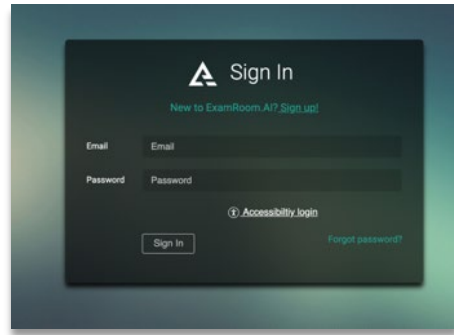 Sign In
New to ExamRoom.AI? Sign up!
Email Email
Password Password
Accessibiltiy login
Sign In Forgot password?